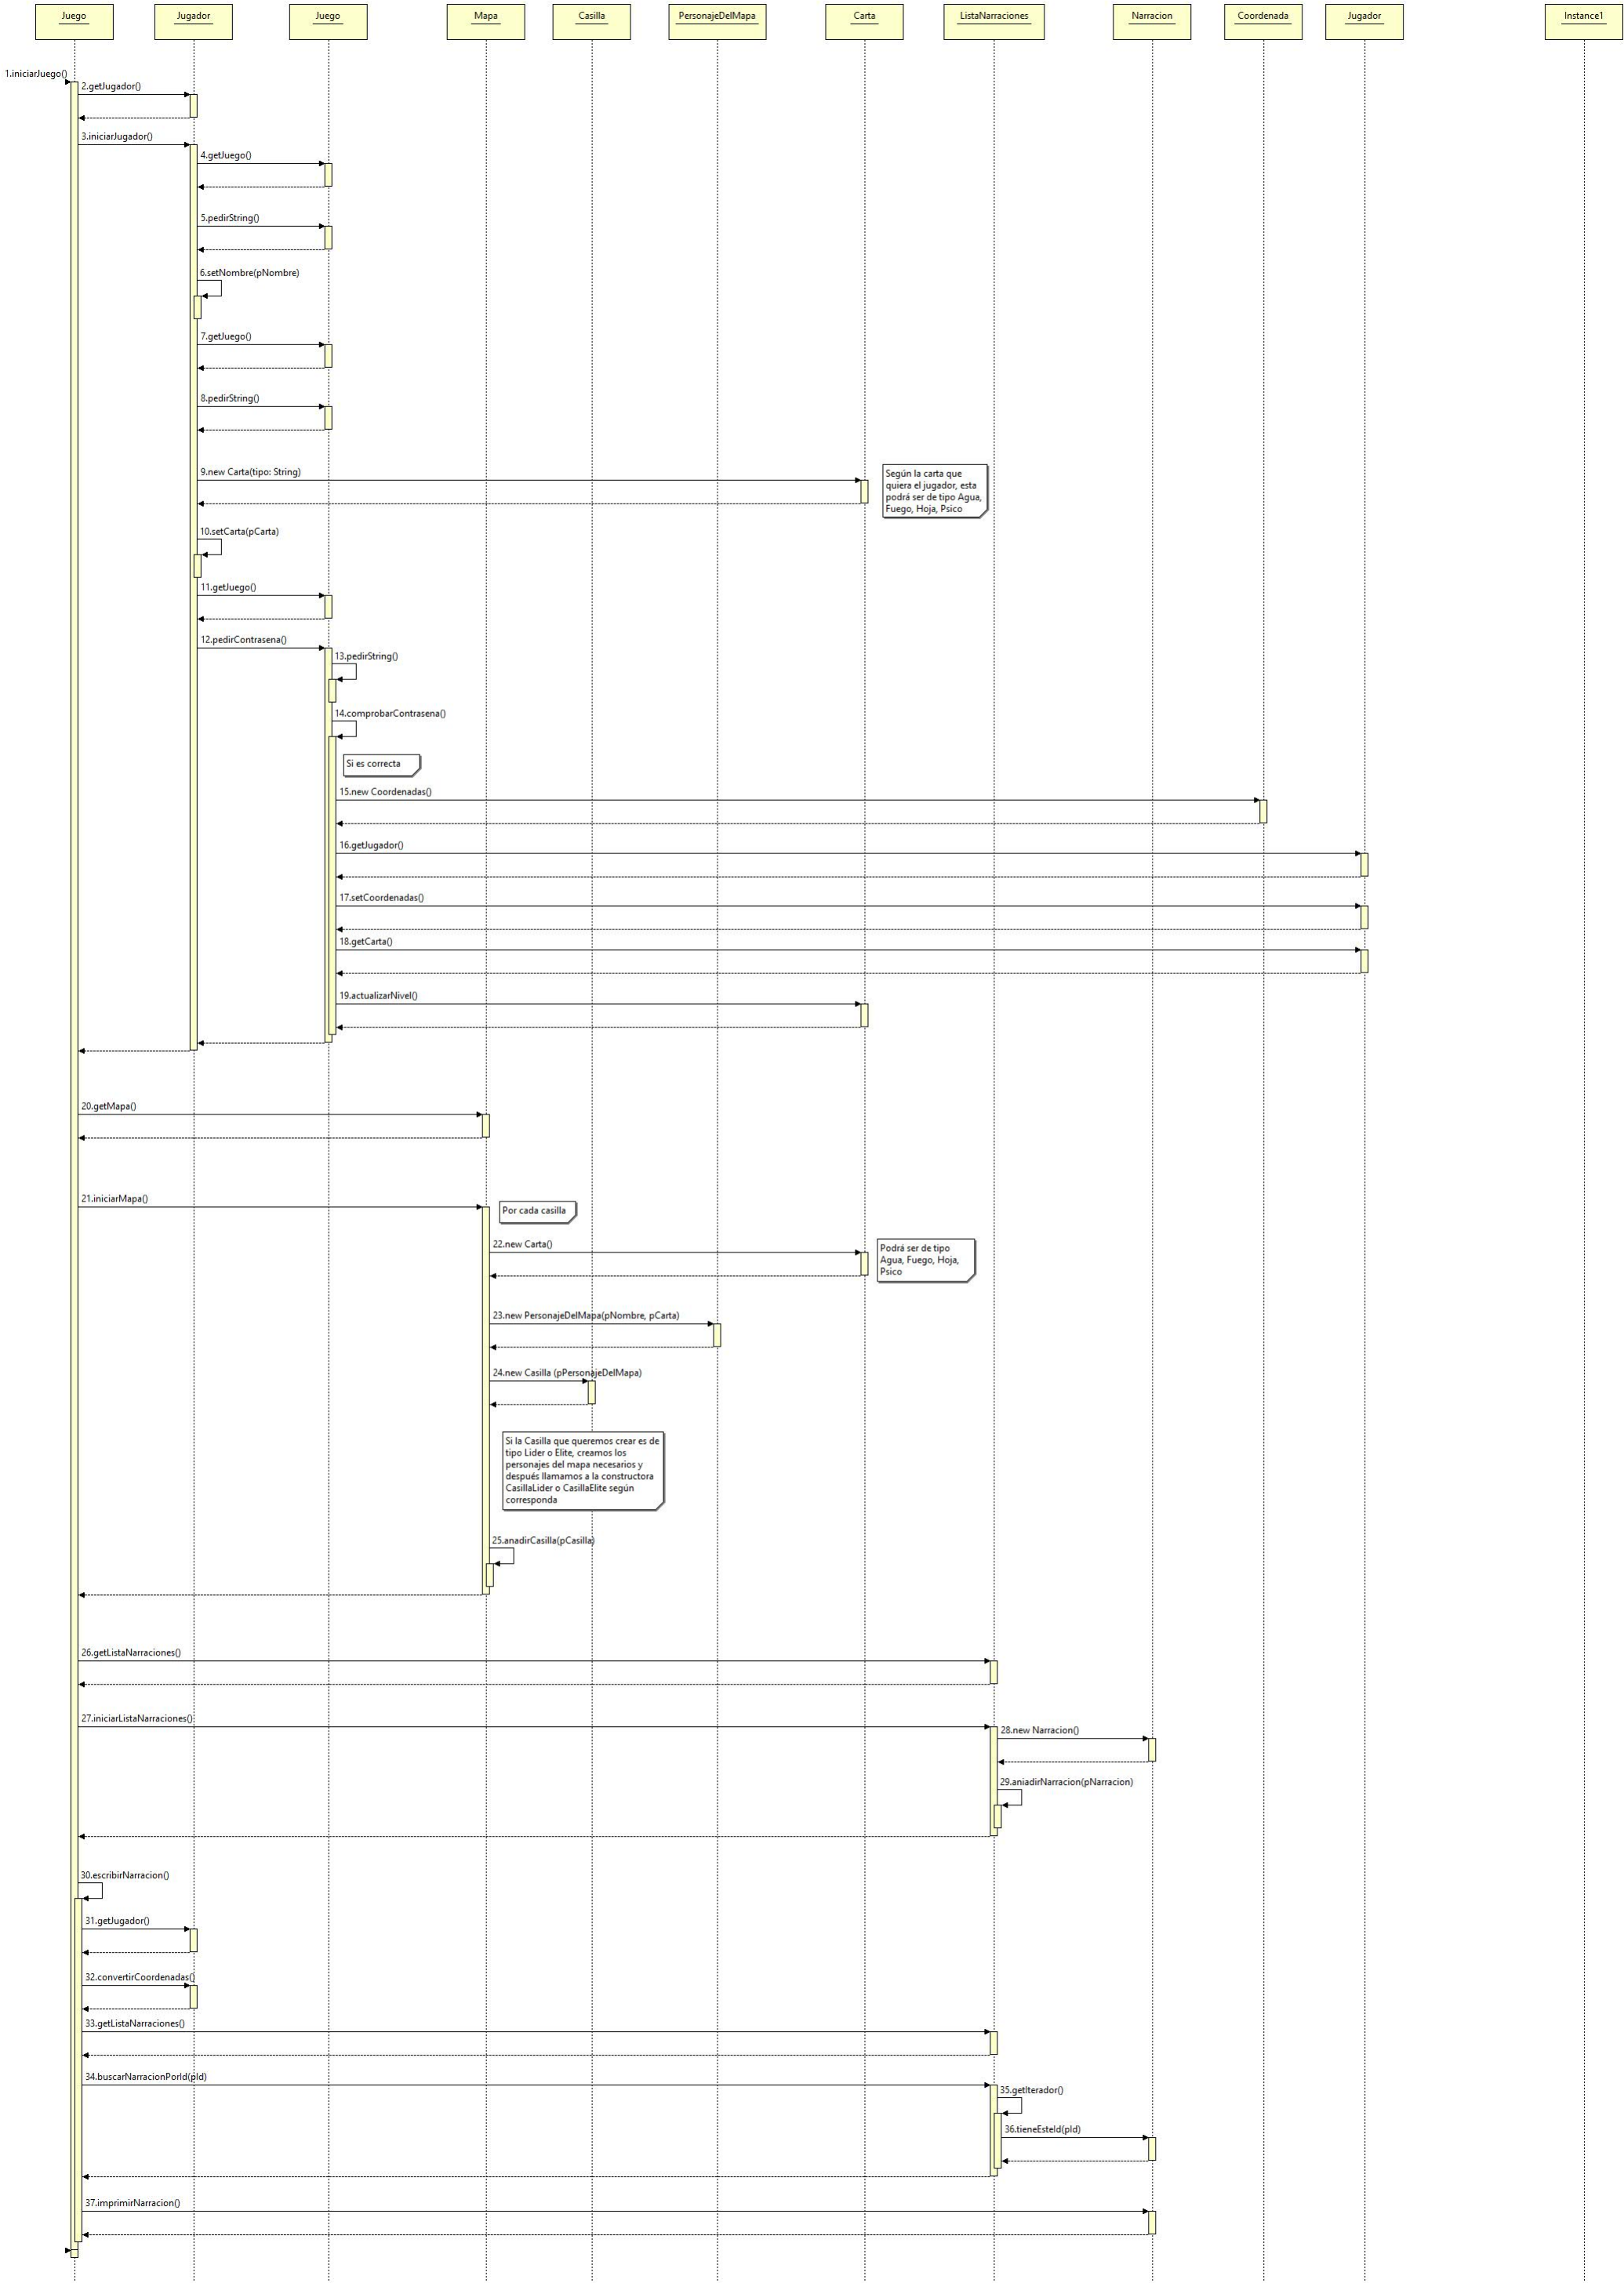 Juego
Jugador
Juego
Mapa
Casilla
PersonajeDelMapa
Carta
ListaNarraciones
Narracion
Coordenada
Jugador
Instance1
1.iniciarJuego()
2.getJugador()
3.iniciarJugador()
4.getJuego()
5.pedirString()
6.setNombre(pNombre)
7.getJuego()
8.pedirString()
9.new Carta(tipo: String)
Según la carta que
quiera el jugador, esta
podrá ser de tipo Agua,
Fuego, Hoja, Psico
10.setCarta(pCarta)
11.getJuego()
12.pedirContrasena()
13.pedirString()
14.comprobarContrasena()
Si es correcta
15.new Coordenadas()
16.getJugador()
17.setCoordenadas()
18.getCarta()
19.actualizarNivel()
20.getMapa()
21.iniciarMapa()
Por cada casilla
22.new Carta()
Podrá ser de tipo
Agua, Fuego, Hoja,
Psico
23.new PersonajeDelMapa(pNombre, pCarta)
24.new Casilla (pPersonajeDelMapa)
Si la Casilla que queremos crear es de
tipo Lider o Elite, creamos los
personajes del mapa necesarios y
después llamamos a la constructora
CasillaLider o CasillaElite según
corresponda
25.anadirCasilla(pCasilla)
26.getListaNarraciones()
27.iniciarListaNarraciones()
28.new Narracion()
29.aniadirNarracion(pNarracion)
30.escribirNarracion()
31.getJugador()
32.convertirCoordenadas()
33.getListaNarraciones()
34.buscarNarracionPorId(pId)
35.getIterador()
36.tieneEsteId(pId)
37.imprimirNarracion()